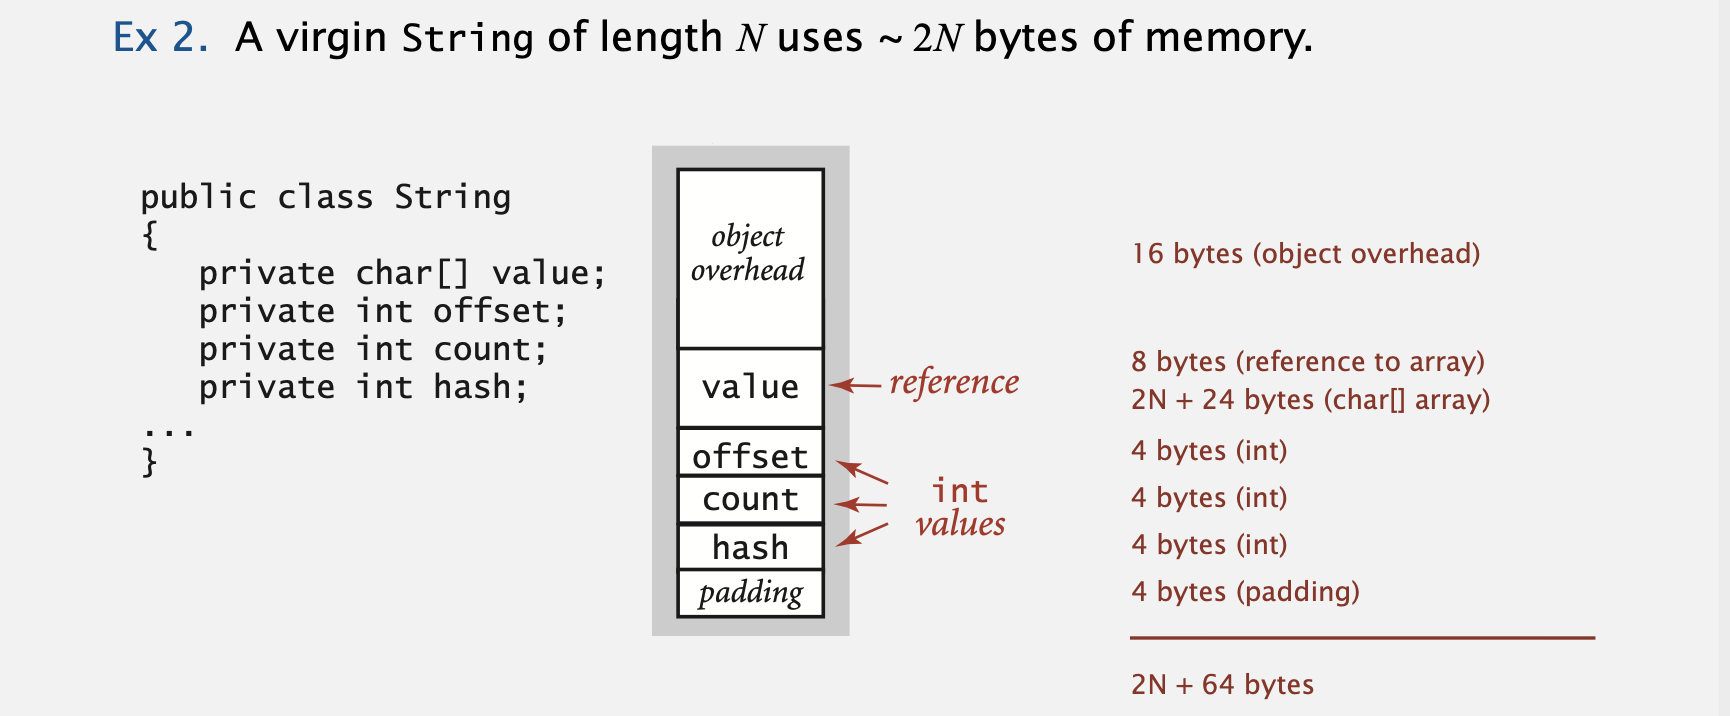 Ex 2. A virgin String of length N uses ~ 2N bytes of memory.
public class String
{
private char[] value;
private int offset;
private int count;
private int hash;
...
}
object
overhead
value
offset
count
hash
padding
reference
int
values
16 bytes (object overhead)
8 bytes (reference to array)
2N + 24 bytes (char[] array)
4 bytes (int)
4 bytes (int)
4 bytes (int)
4 bytes (padding)
2N + 64 bytes